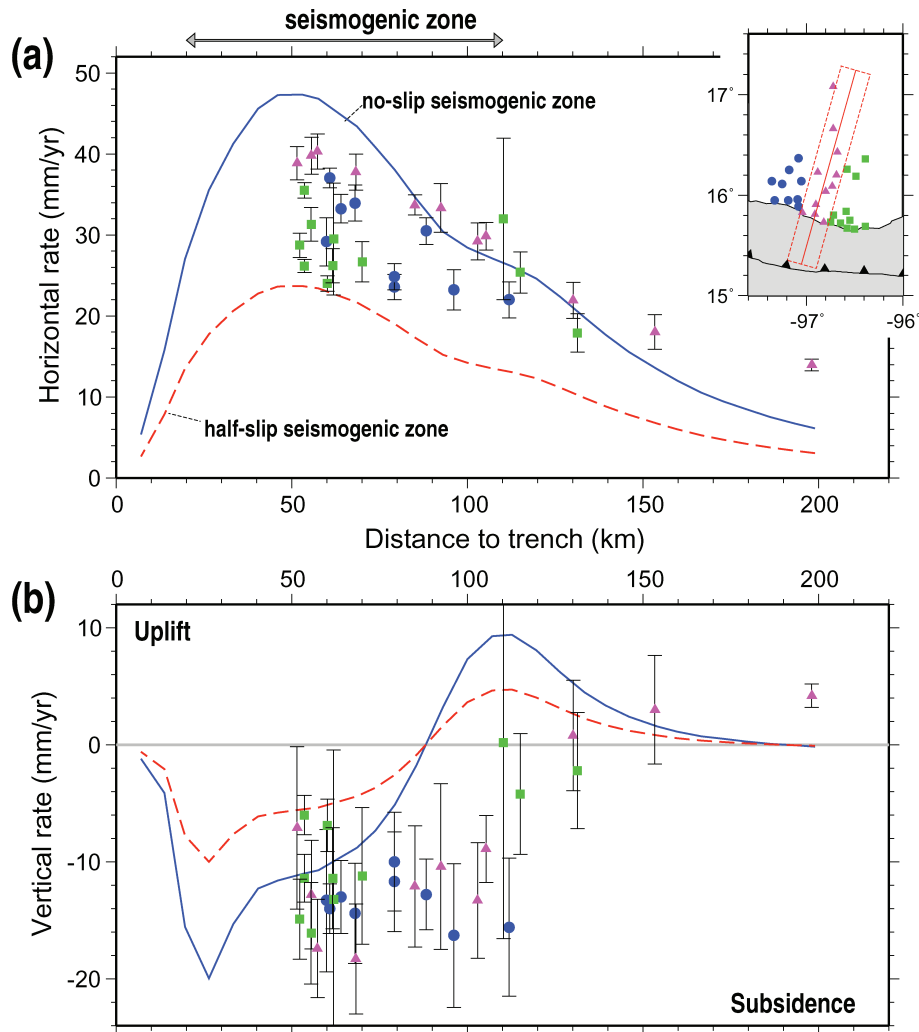 seismogenic zone
(a)
50
40
30
20
10
0
Horizontal rate (mm/yr)
no-slip seismogenic zone
half-slip seismogenic zone
17˚
16˚
15˚
-97˚
-96˚
0
50
100
150
200
Distance to trench (km)
0
50
100
150
200
(b)
Uplift
10
0
-10
-20
Vertical rate (mm/yr)
Subsidence